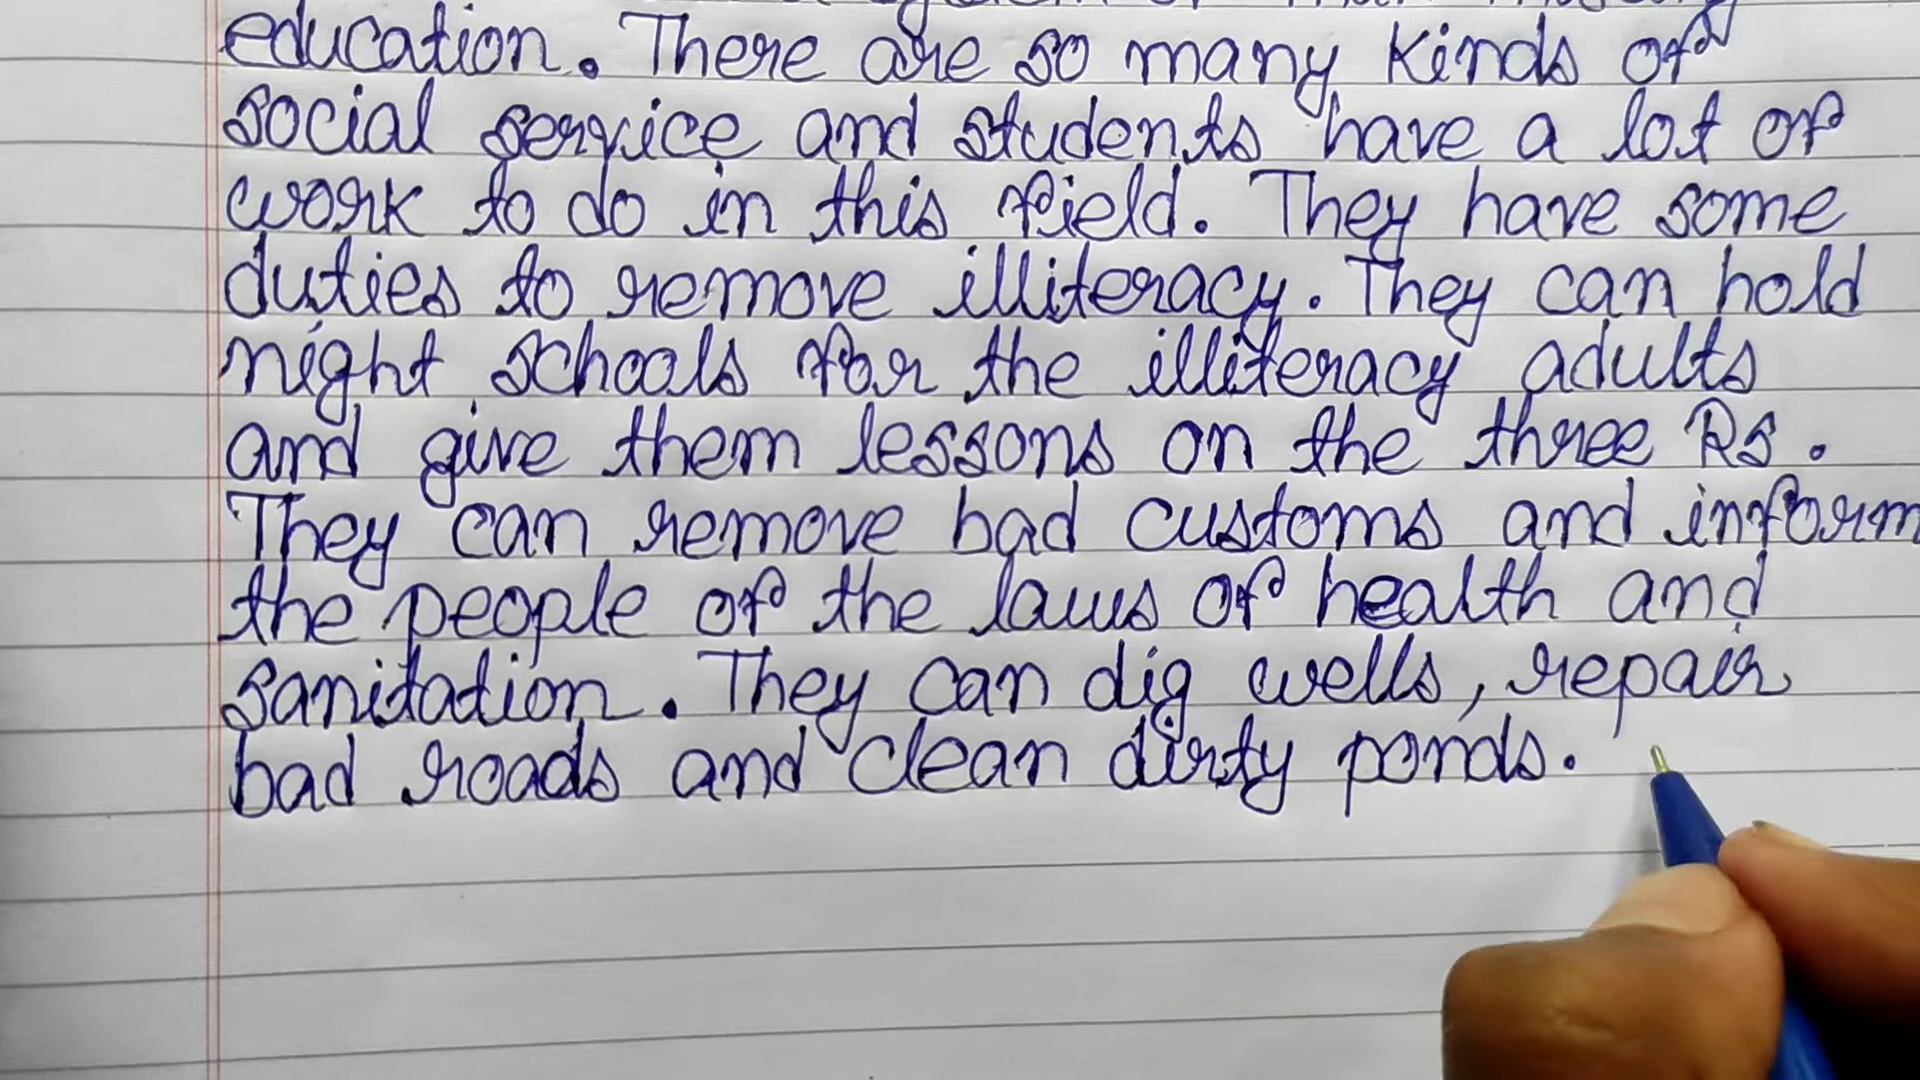 education. There are so many kinds of
social service and students have a lot of
work to do in this field. They have some
duties to remove illiteracy. They can hold
night schools for the illiteracy adults
and give them lessons on the three Rs.
They can remove bad customs and inform
the people of the laws of health and
sanitation. They can dig wells, repair
bad roads and clean dirty ponds.